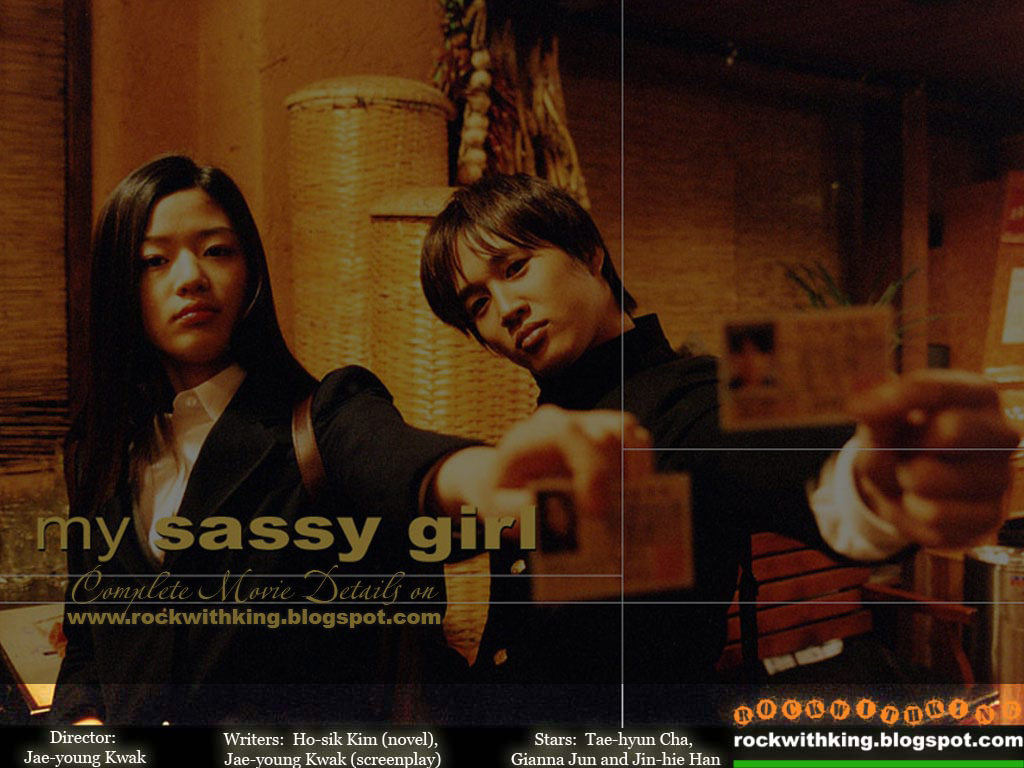 my sassy girl
Complete Movie Details on
www.rockwithking.blogspot.com
ROCKWITHKING
rockwithking.blogspot.com
Director:
Jae-young Kwak
Writers: Ho-sik Kim (novel),
Jae-young Kwak (screenplay)
Stars: Tae-hyun Cha,
Gianna Jun and Jin-hie Han